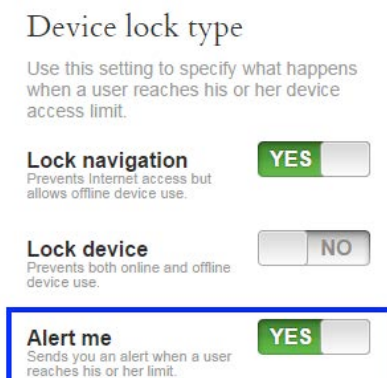 Device lock type
Use this setting to specify what happens
when a user reaches his or her device
access limit.
Lock navigation
YES
Prevents Internet access but
allows offline device use.
Lock device
NO
Prevents both online and offline
device use.
Alert me
YES
Sends you an alert when a user
reaches his or her limit.